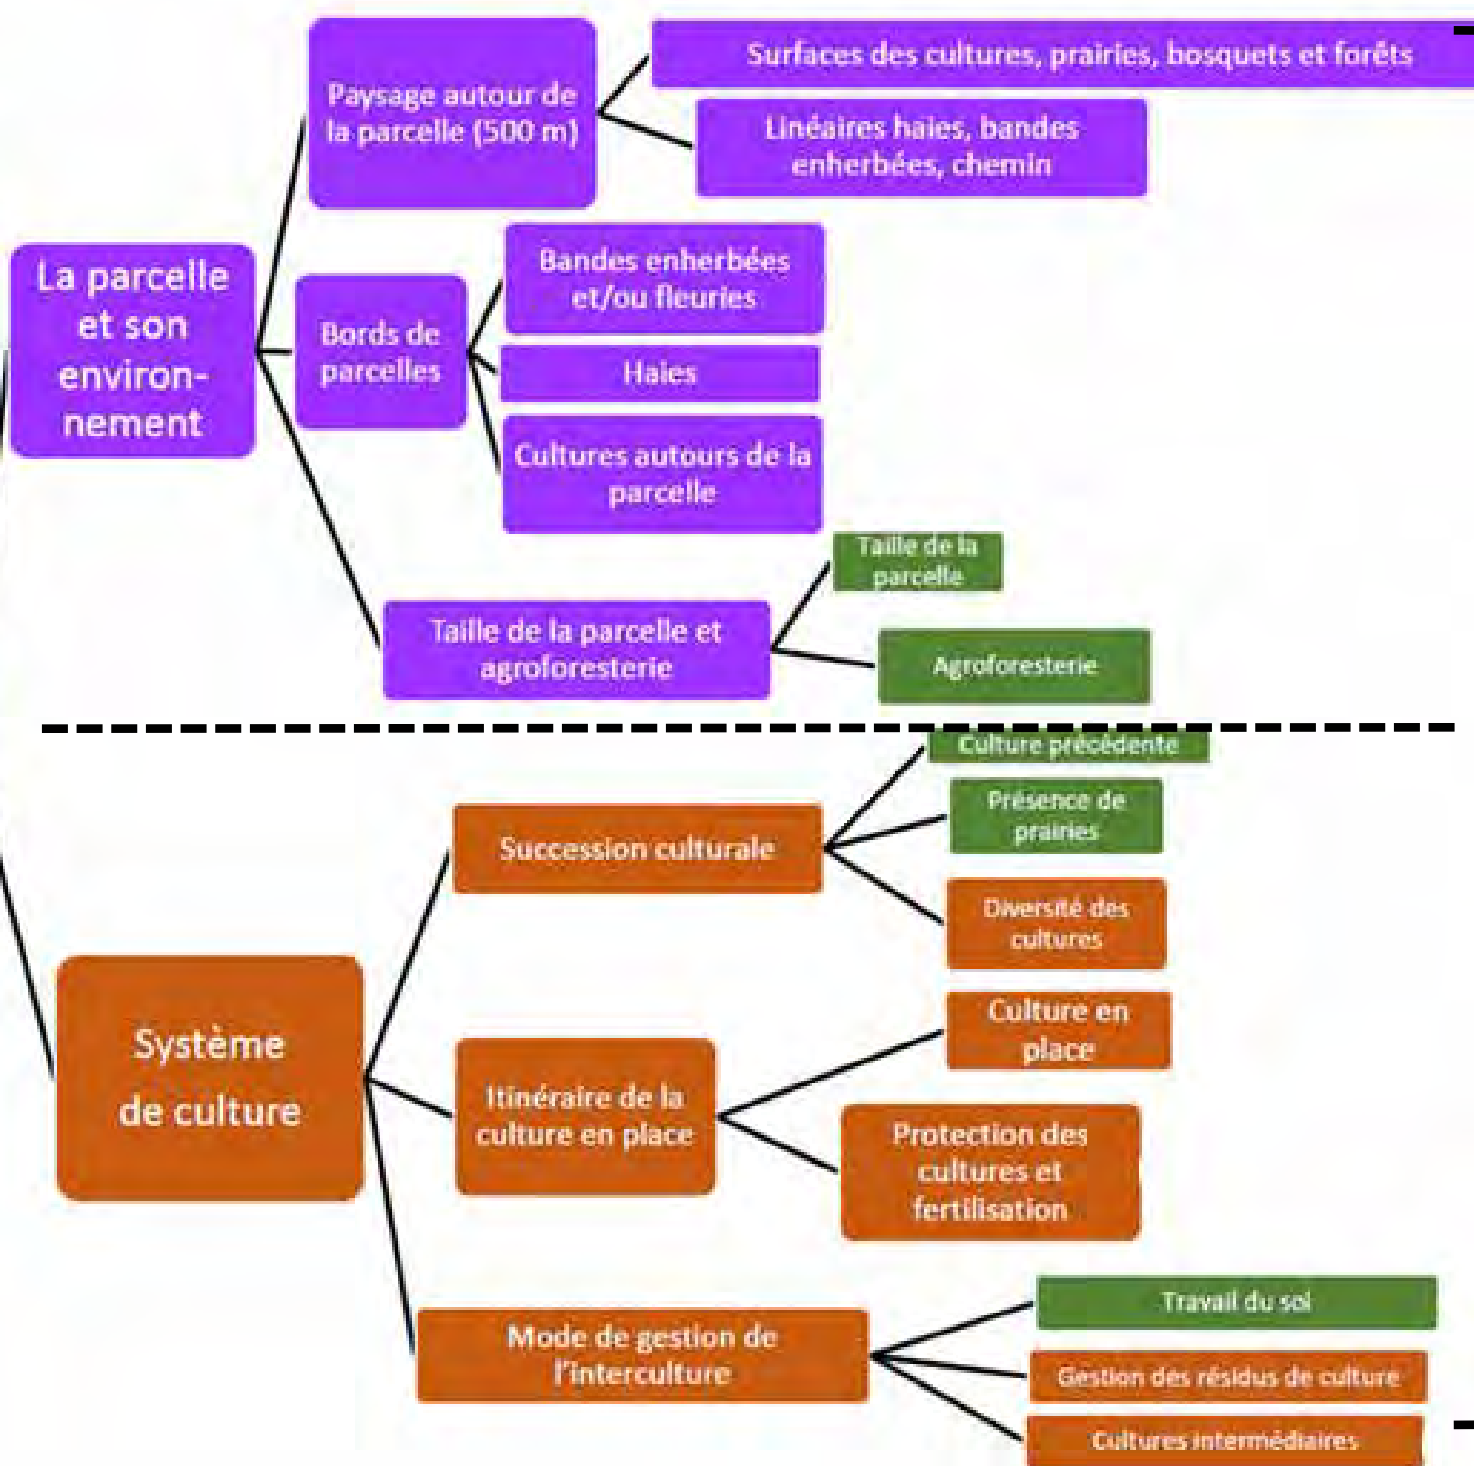 Surfaces des cultures, prairies, bosquets et forêts
Paysage autour de
la parcelle (500 m)
Linéaires haies, bandes
enherbées, chemin
La parcelle
et son
environ-
nement
Bandes enherbées
et/ou fleuries
Bords de
parcelles
Haies
Cultures autours de la
parcelle
Taille de la
parcelle
Taille de la parcelle et
agroforesterie
Agroforesterie
Culture précédente
Présence de
prairies
Succession culturale
Diversité des
cultures
Système
de culture
Culture en
place
Itinéraire de la
culture en place
Protection des
cultures et
fertilisation
Travail du sol
Mode de gestion de
l'interculture
Gestion des résidus de culture
Cultures intermédiaires